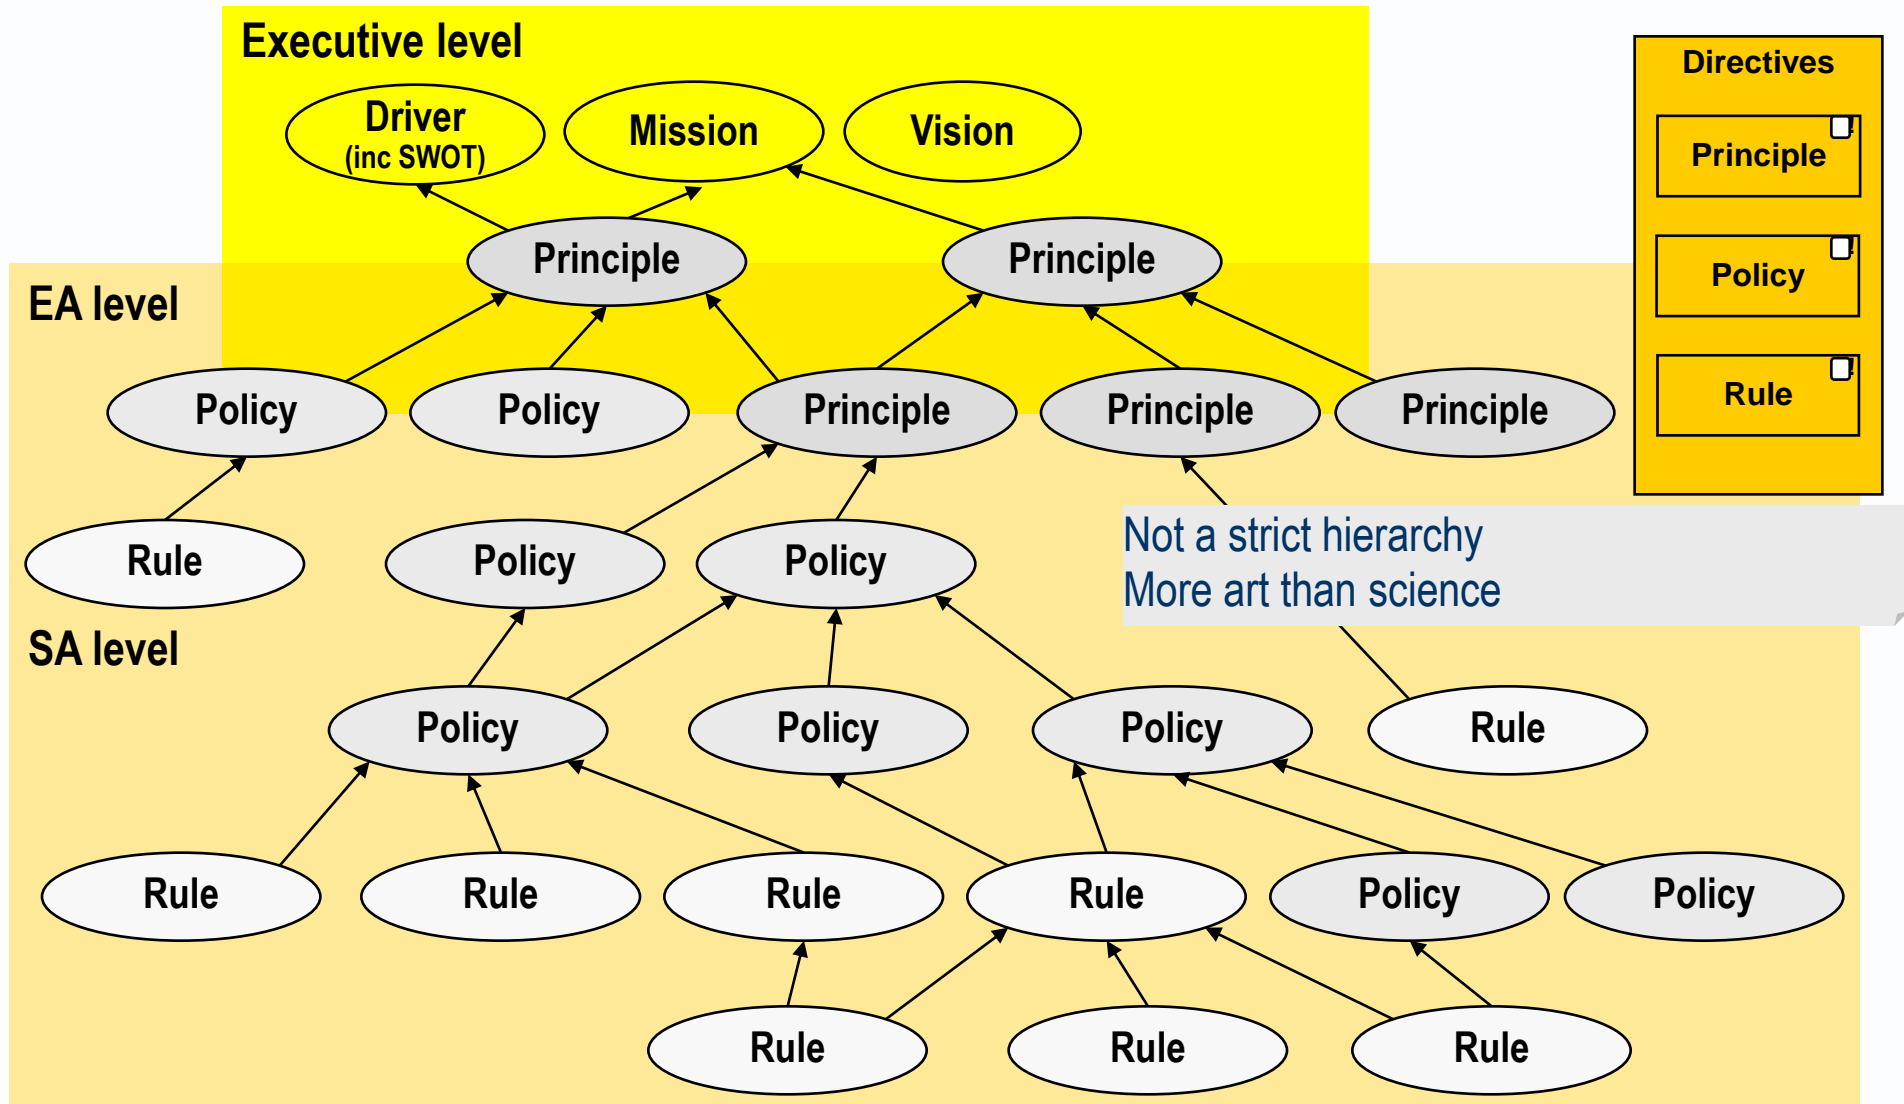 Executive level
Directives
Driver
(inc SWOT)
Mission
Vision
Principle
Principle
Principle
Policy
Rule
EA level
Policy
Policy
Principle
Principle
Principle
Rule
Policy
Policy
Not a strict hierarchy
More art than science
SA level
Policy
Policy
Policy
Rule
Rule
Rule
Rule
Rule
Policy
Policy
Rule
Rule
Rule